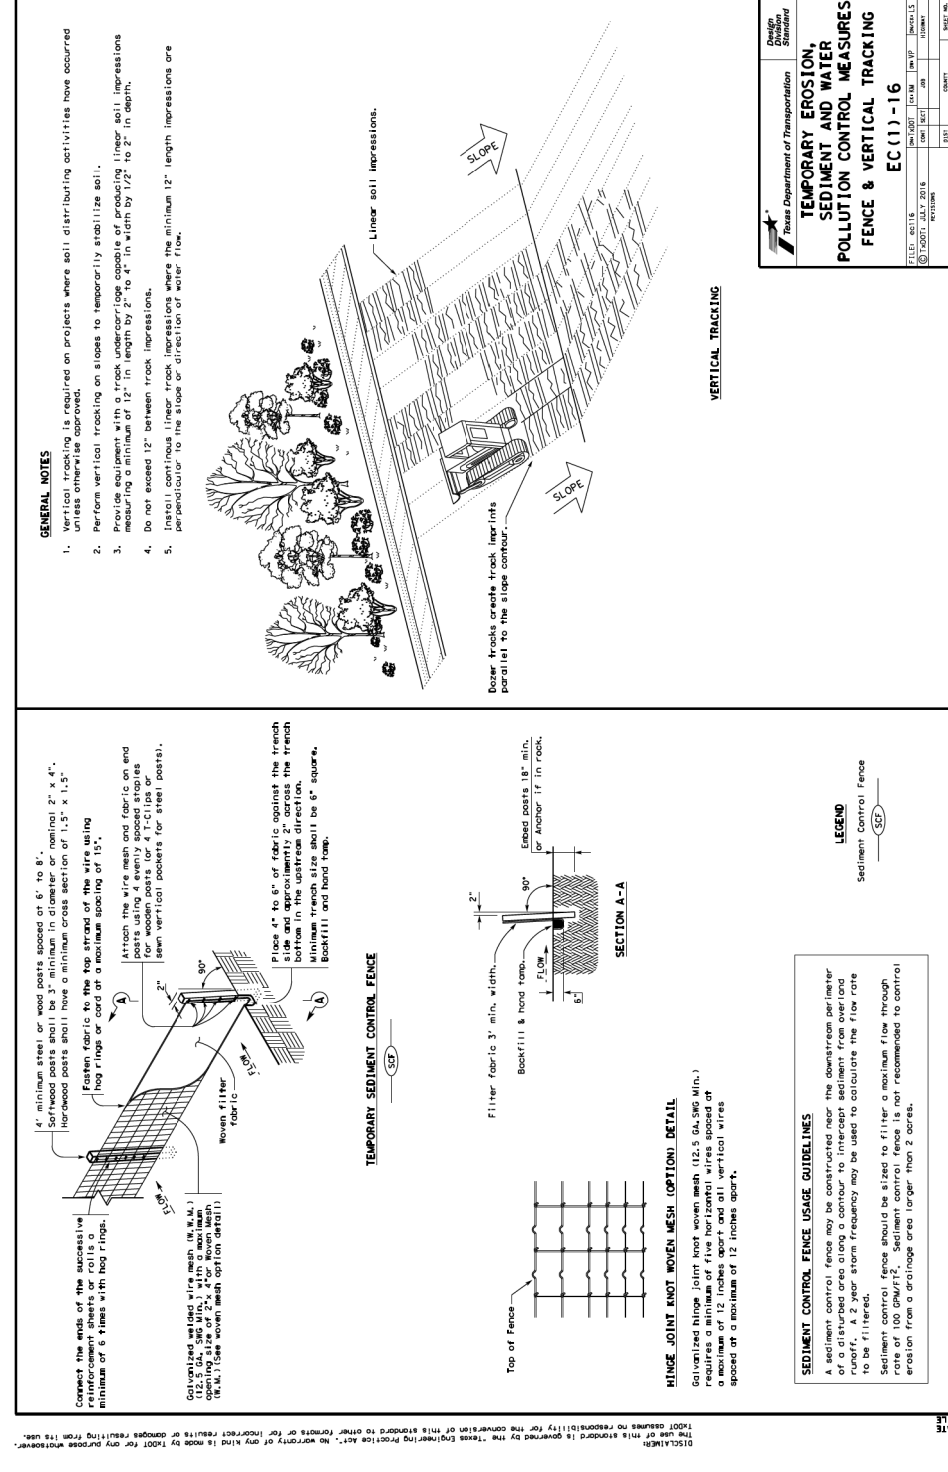 4' minimum steel or wood posts spaced at 6' to 8'.
Softwood posts shall be 3" minimum in diameter or nominal 2" x 4".
Hardwood posts shall have a minimum cross section of 1.5" x 1.5"
Fasten fabric to the top strand of the wire using
hog rings or cord at a maximum spacing of 15".
Attach the wire mesh and fabric on end
posts using 4 evenly spaced staples
for wooden posts (or 4 T-Clips or
sewn vertical pockets for steel posts).
Connect the ends of the successive
reinforcement sheets or rolls a
minimum of 6 times with hog rings.
A
2"
90°
FLOW
FLOW
Woven filter
fabric
Galvanized welded wire mesh (W.W.M.)
(12.5 GA. SWG Min.) with a maximum
opening size of 2"x 4"or Woven Mesh
(W.M.)(See woven mesh option detail)
Place 4" to 6" of fabric against the trench
side and approximately 2" across the trench
bottom in the upstream direction.
Minimum trench size shall be 6" square.
Backfill and hand tamp.
A
TEMPORARY SEDIMENT CONTROL FENCE
SCF
Top of Fence
HINGE JOINT KNOT WOVEN MESH (OPTION) DETAIL
Galvanized hinge joint knot woven mesh (12.5 GA.SWG Min.)
requires a minimum of five horizontal wires spaced at
a maximum of 12 inches apart and all vertical wires
spaced at a maximum of 12 inches apart.
Filter fabric 3' min. width.
2"
Backfill & hand tamp.
90°
Embed posts 18" min.
or Anchor if in rock.
FLOW
6"
SECTION A-A
SEDIMENT CONTROL FENCE USAGE GUIDELINES
A sediment control fence may be constructed near the downstream perimeter
of a disturbed area along a contour to intercept sediment from overland
runoff. A 2 year storm frequency may be used to calculate the flow rate
to be filtered.
Sediment control fence should be sized to filter a maximum flow through
rate of 100 GPM/FT². Sediment control fence is not recommended to control
erosion from a drainage area larger than 2 acres.
LEGEND
Sediment Control Fence
SCF
GENERAL NOTES
1. Vertical tracking is required on projects where soil distributing activities have occurred
unless otherwise approved.
2. Perform vertical tracking on slopes to temporarily stabilize soil.
3. Provide equipment with a track undercarriage capable of producing linear soil impressions
measuring a minimum of 12" in length by 2" to 4" in width by 1/2" to 2" in depth.
4. Do not exceed 12" between track impressions.
5. Install continous linear track impressions where the minimum 12" length impressions are
perpendicular to the slope or direction of water flow.
Linear soil impressions.
SLOPE
SLOPE
Dozer tracks create track imprints
parallel to the slope contour.
VERTICAL TRACKING
Texas Department of Transportation
Design
Division
Standard
TEMPORARY EROSION,
SEDIMENT AND WATER
POLLUTION CONTROL MEASURES
FENCE & VERTICAL TRACKING
EC(1)-16
FILE: ec116 DN: TxDOT CK: KM DW: VP DN/CK: LS
© TxDOT: JULY 2016 CONT SECT JOB HIGHWAY
REVISIONS
DIST COUNTY SHEET NO.
DISCLAIMER:
The use of this standard is governed by the "Texas Engineering Practice Act". No warranty of any kind is made by TxDOT for any purpose whatsoever.
TxDOT assumes no responsibility for the conversion of this standard to other formats or for incorrect results or damages resulting from its use.